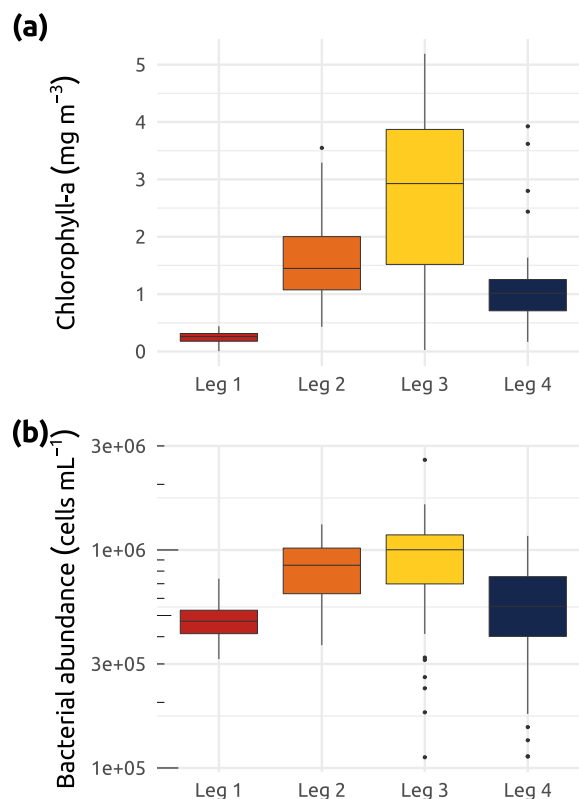 (a)
Chlorophyll-a (mg m⁻³)
5
4
3
2
1
0
Leg 1 Leg 2 Leg 3 Leg 4
(b)
Bacterial abundance (cells mL⁻¹)
3e+06
1e+06
3e+05
1e+05
Leg 1 Leg 2 Leg 3 Leg 4